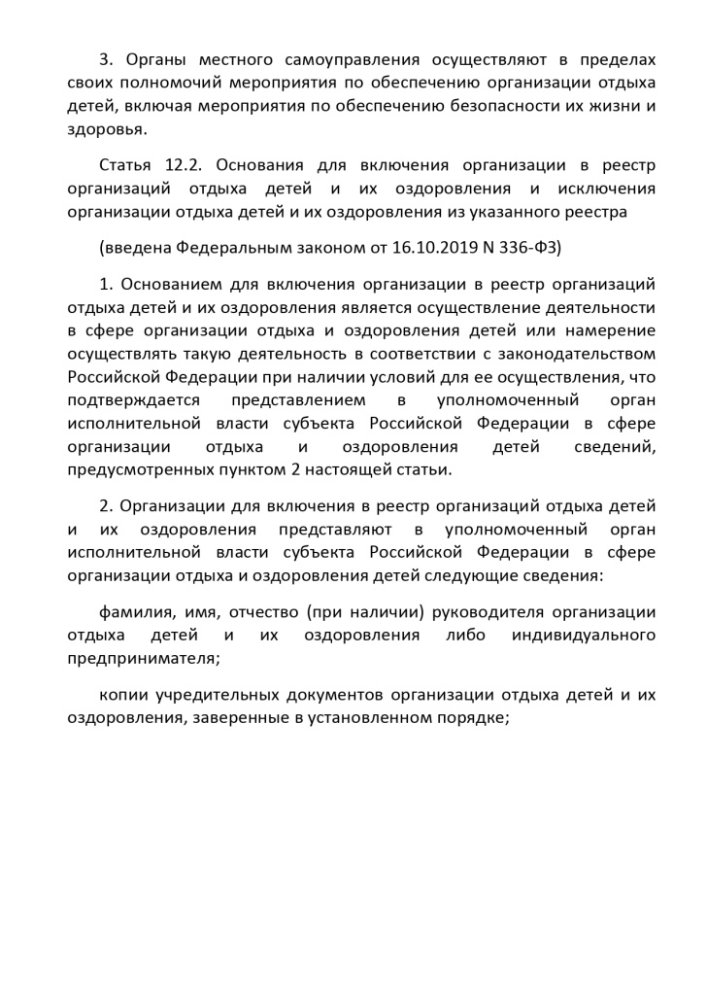 3. Органы местного самоуправления осуществляют в пределах
своих полномочий мероприятия по обеспечению организации отдыха
детей, включая мероприятия по обеспечению безопасности их жизни и
здоровья.
Статья 12.2. Основания для включения организации в реестр
организаций отдыха детей и их оздоровления и исключения
организации отдыха детей и их оздоровления из указанного реестра
(введена Федеральным законом от 16.10.2019 N 336-ФЗ)
1. Основанием для включения организации в реестр организаций
отдыха детей и их оздоровления является осуществление деятельности
в сфере организации отдыха и оздоровления детей или намерение
осуществлять такую деятельность в соответствии с законодательством
Российской Федерации при наличии условий для ее осуществления, что
подтверждается представлением в уполномоченный орган
исполнительной власти субъекта Российской Федерации в сфере
организации отдыха и оздоровления детей сведений,
предусмотренных пунктом 2 настоящей статьи.
2. Организации для включения в реестр организаций отдыха детей
и их оздоровления представляют в уполномоченный орган
исполнительной власти субъекта Российской Федерации в сфере
организации отдыха и оздоровления детей следующие сведения:
фамилия, имя, отчество (при наличии) руководителя организации
отдыха детей и их оздоровления либо индивидуального
предпринимателя;
копии учредительных документов организации отдыха детей и их
оздоровления, заверенные в установленном порядке;